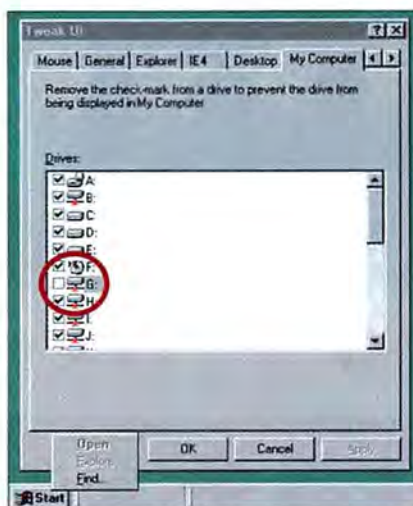 Tweak UI
Mouse General Explorer IE4 Desktop My Computer
Remove the check-mark from a drive to prevent the drive from
being displayed in My Computer
Drives:
A:
B:
C:
D:
E:
F:
G:
H:
I:
J:
Open
Explore
Find...
OK Cancel Apply
Start